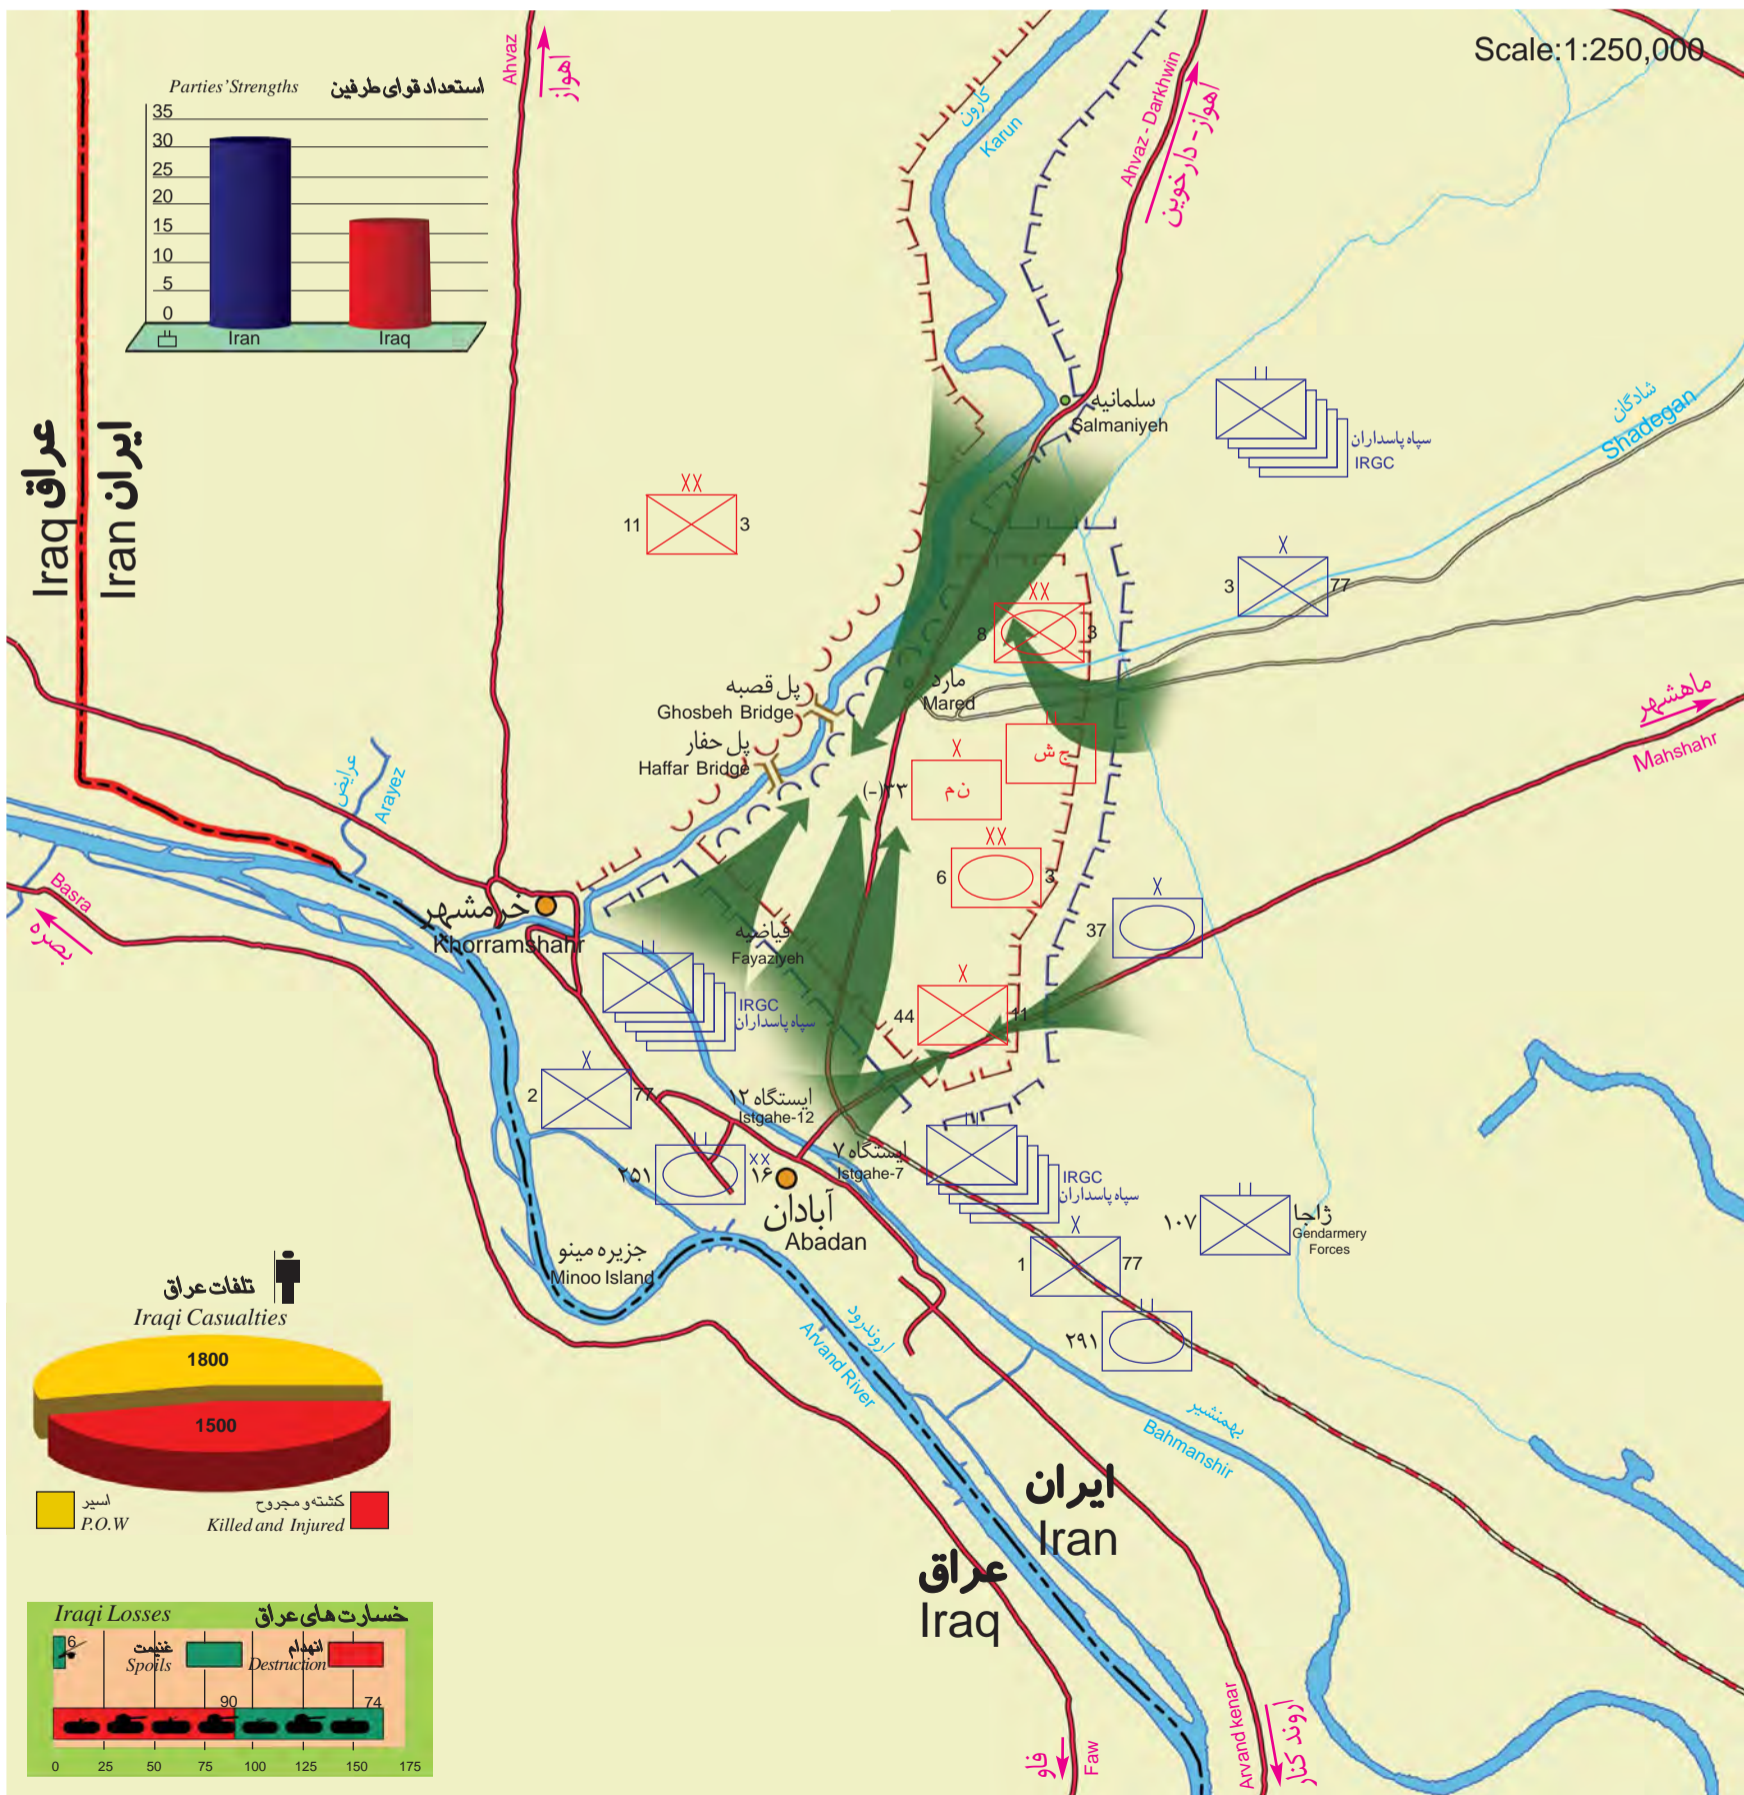 Scale:1:250,000
Parties' Strengths استعداد قوای طرفین
35
30
25
20
15
10
5
0
Iran
Iraq
Ahvaz
اهواز
کارون
Karun
Ahvaz - Darkhwin
اهواز - دارخوین
عراق
Iraq
ایران
Iran
سلمانیه
Salmaniyeh
سپاه پاسداران
IRGC
شادگان
Shadegan
XX
11
3
X
3
77
XX
8
3
مارد
Mared
پل قصبه
Ghosbeh Bridge
پل حفار
Haffar Bridge
ماهشهر
Mahshahr
ج ش
X
ن م
(-)۳۳
XX
6
3
عرایض
Arayez
Basra
بصره
خرمشهر
Khorramshahr
فیاضیه
Fayaziyeh
X
37
X
44
11
IRGC
سپاه پاسداران
X
2
77
ایستگاه ۱۲
Istgahe-12
ایستگاه ۷
Istgahe-7
۲۵۱
XX
۱۶
آبادان
Abadan
IRGC
سپاه پاسداران
X
1
77
۱۰۷
ژاجا
Gendarmery
Forces
۲۹۱
جزیره مینو
Minoo Island
اروندرود
Arvand River
بهمنشیر
Bahmanshir
تلفات عراق
Iraqi Casualties
1800
1500
اسیر
P.O.W
کشته و مجروح
Killed and Injured
ایران
Iran
عراق
Iraq
Iraqi Losses خسارت های عراق
6
غنیمت
Spoils
انهدام
Destruction
90
74
0 25 50 75 100 125 150 175
فاو
Faw
Arvand kenar
اروند کنار